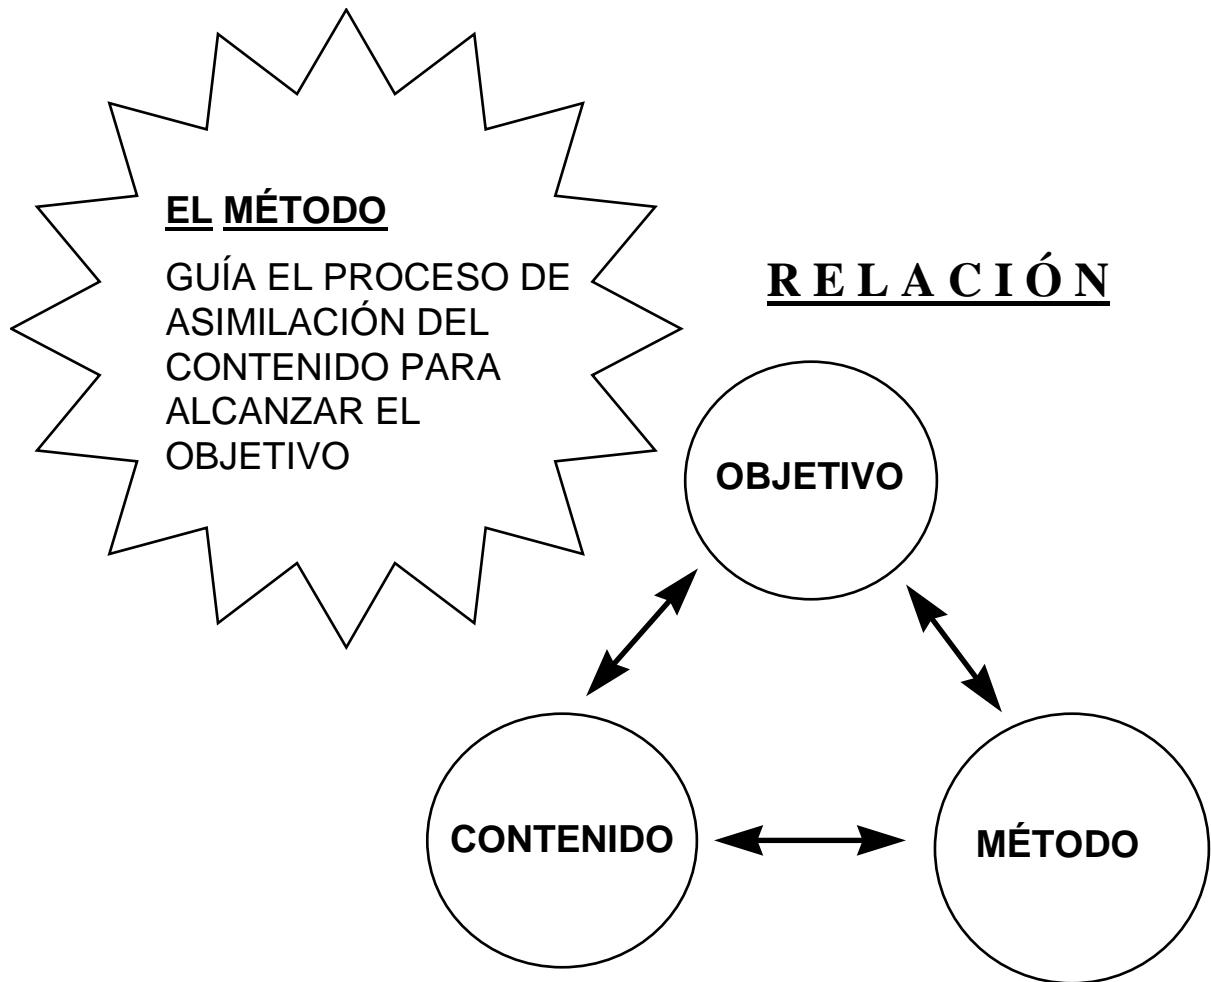 EL MÉTODO
GUÍA EL PROCESO DE
ASIMILACIÓN DEL
CONTENIDO PARA
ALCANZAR EL
OBJETIVO
RELACIÓN
OBJETIVO
CONTENIDO
MÉTODO